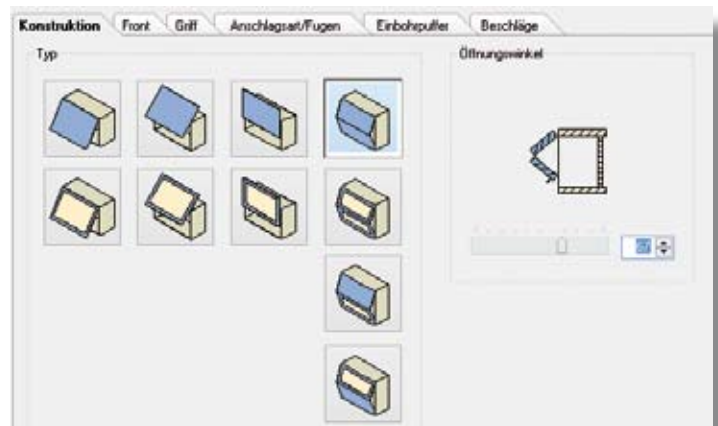 Konstruktion Front Griff Anschlagsart/Fugen Einbohrpuffer Beschläge
Typ
Öffnungswinkel